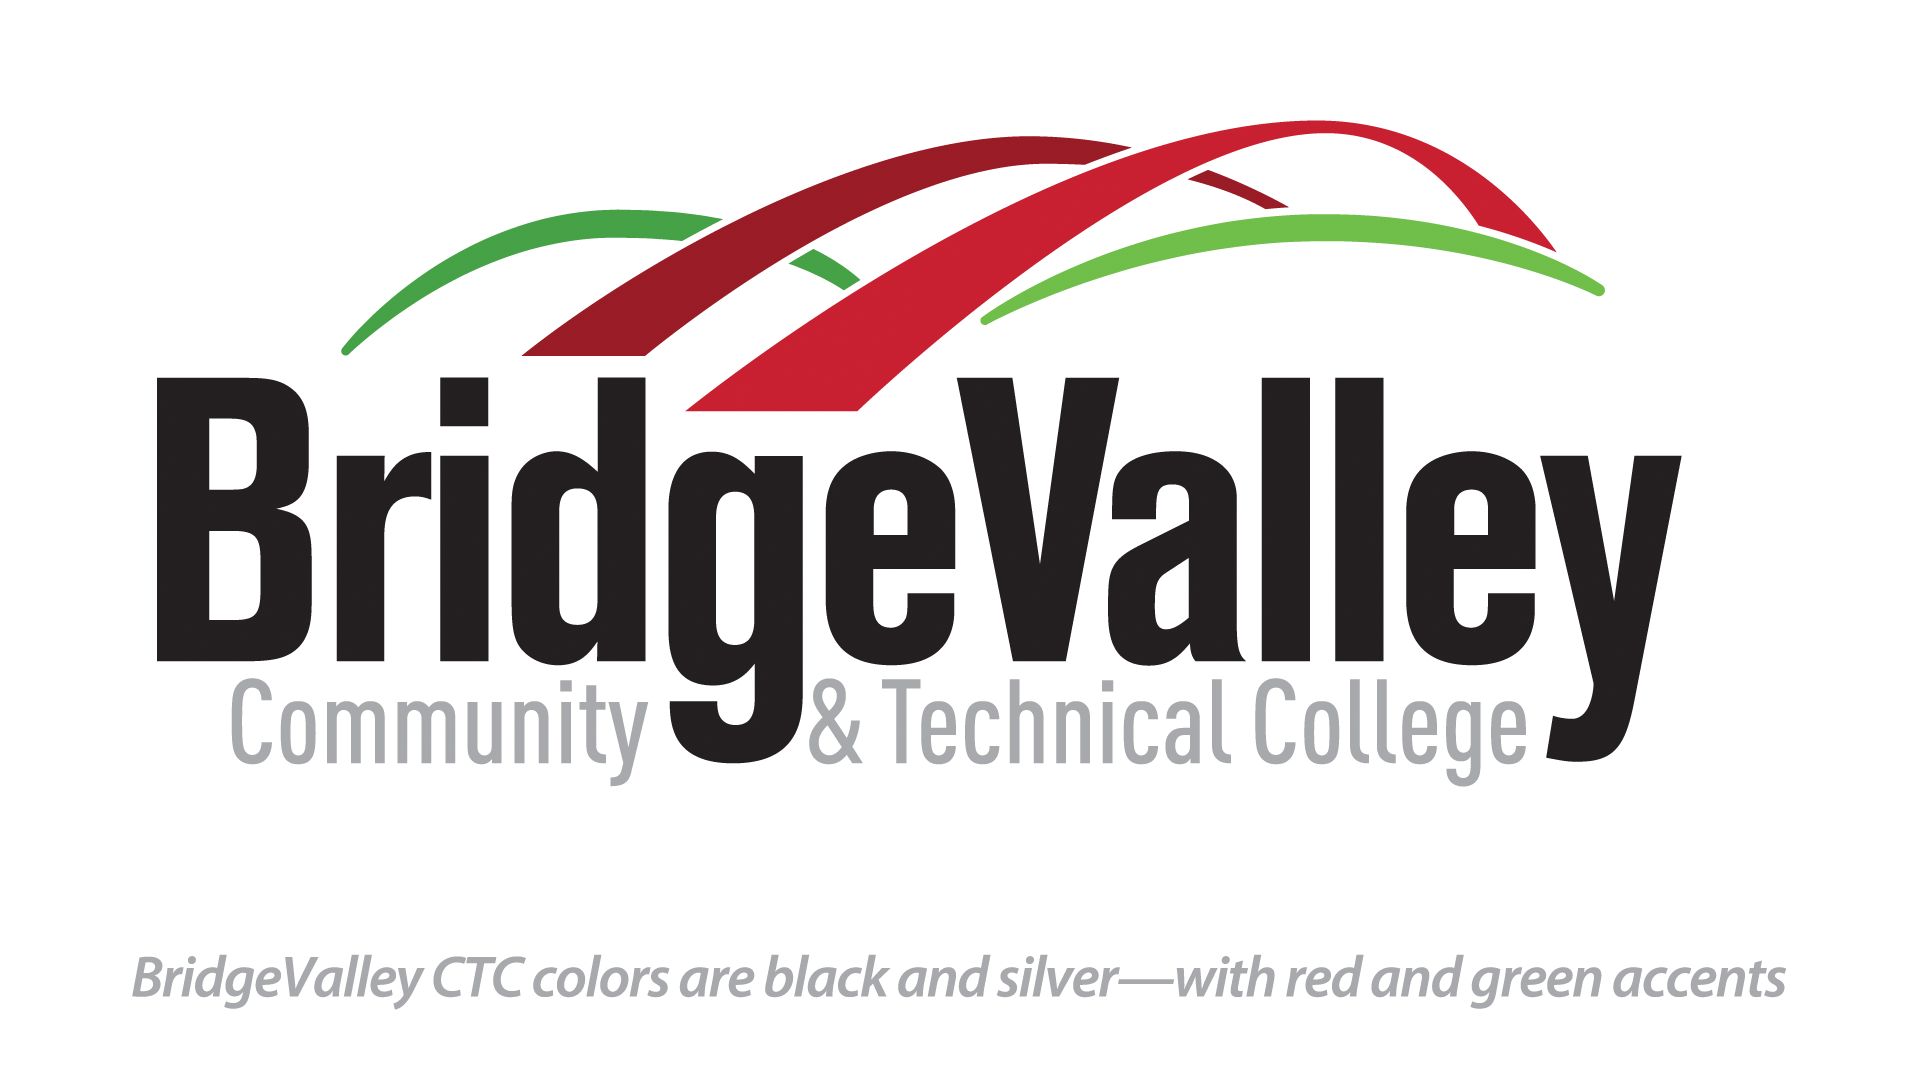 BridgeValley
Community & Technical College
BridgeValley CTC colors are black and silver—with red and green accents